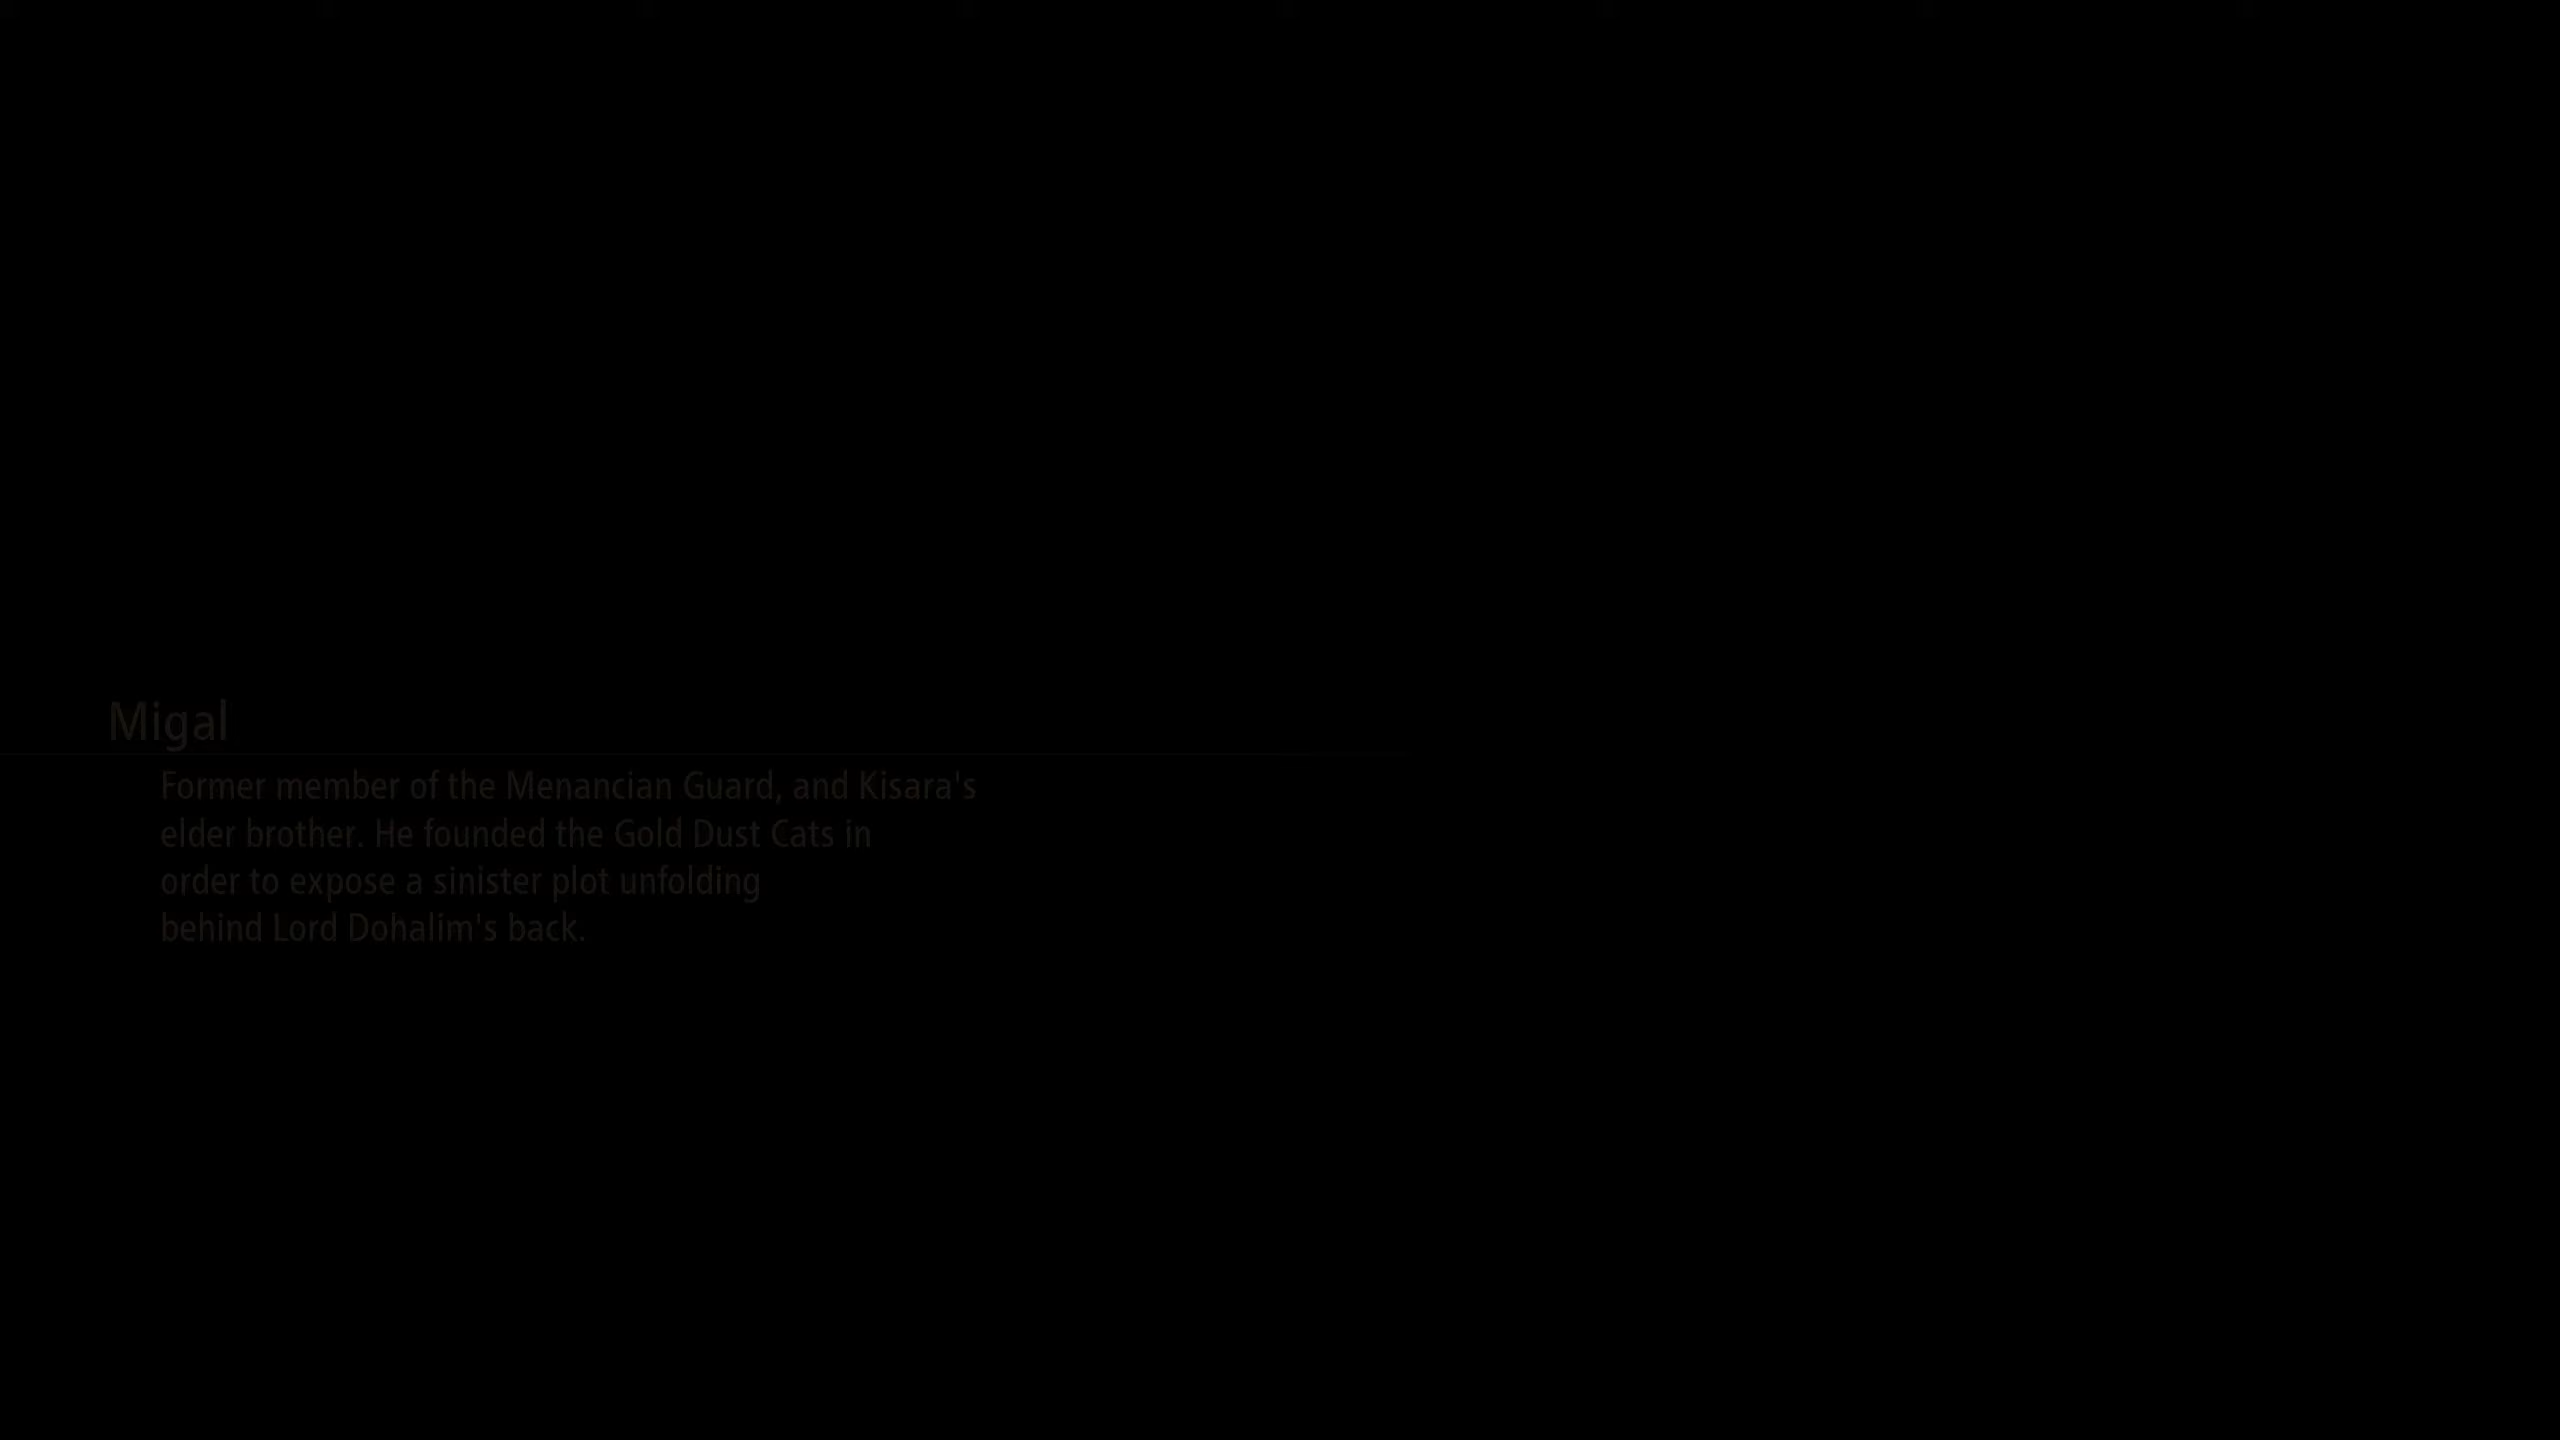 Migal
Former member of the Menancian Guard, and Kisara's
elder brother. He founded the Gold Dust Cats in
order to expose a sinister plot unfolding
behind Lord Dohalim's back.